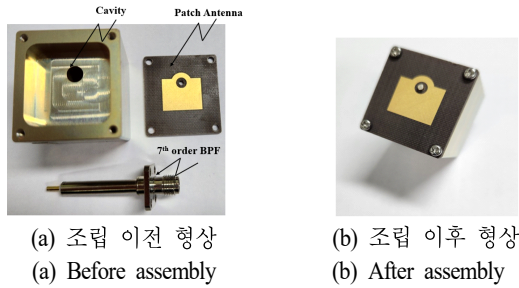 Cavity
Patch Antenna
7th order BPF
(a) 조립 이전 형상
(a) Before assembly
(b) 조립 이후 형상
(b) After assembly